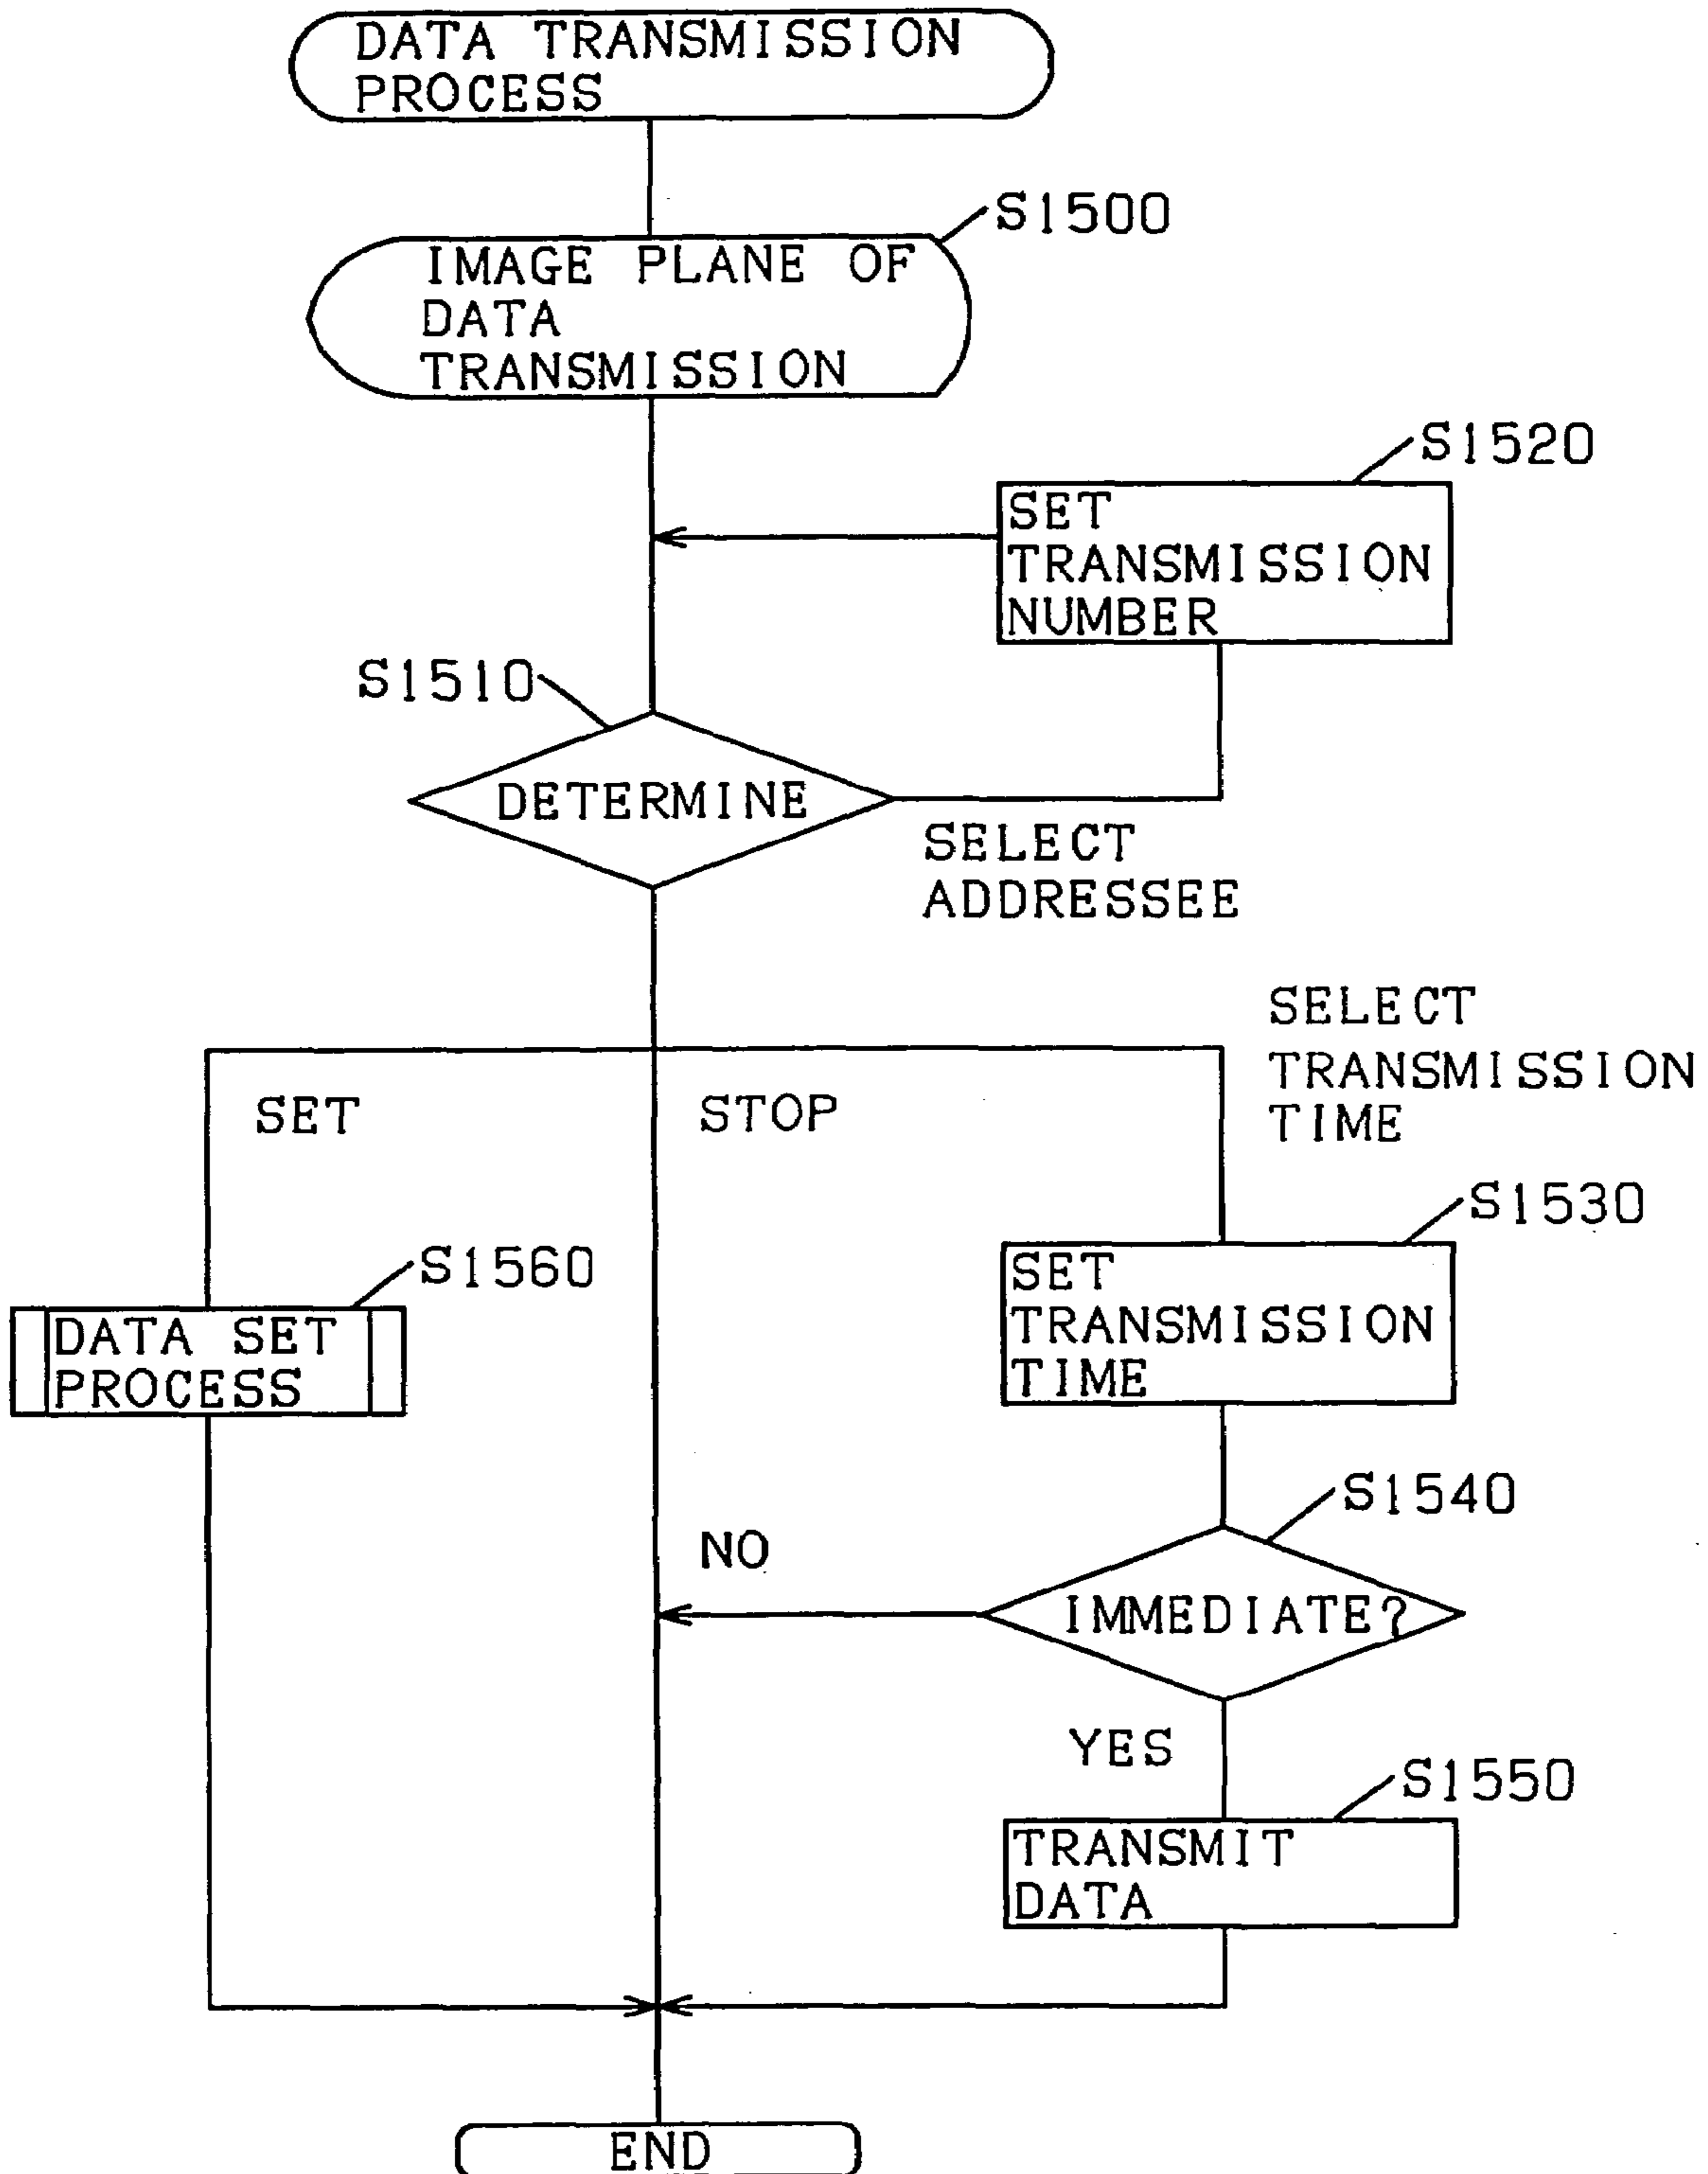 DATA TRANSMISSION
PROCESS
S1500
IMAGE PLANE OF
DATA
TRANSMISSION
S1520
SET
TRANSMISSION
NUMBER
S1510
DETERMINE
SELECT
ADDRESSEE
SELECT
TRANSMISSION
TIME
SET
STOP
S1530
S1560
SET
TRANSMISSION
TIME
DATA SET
PROCESS
S1540
NO
IMMEDIATE?
YES
S1550
TRANSMIT
DATA
END